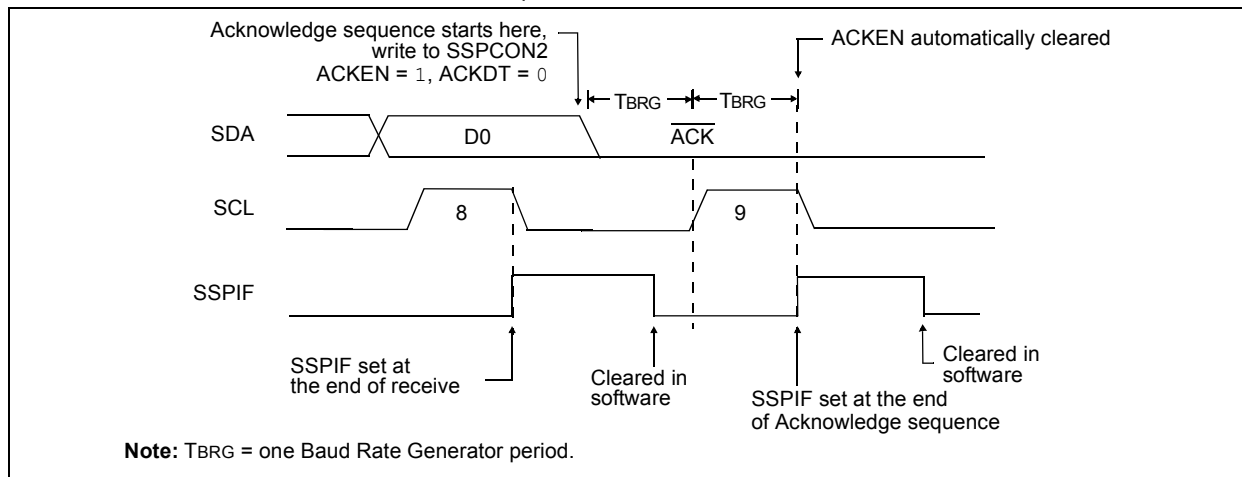 Acknowledge sequence starts here,
write to SSPCON2
ACKEN = 1, ACKDT = 0
ACKEN automatically cleared
TBRG
TBRG
SDA
D0
ACK
SCL
8
9
SSPIF
SSPIF set at
the end of receive
Cleared in
software
SSPIF set at the end
of Acknowledge sequence
Cleared in
software
Note: TBRG = one Baud Rate Generator period.